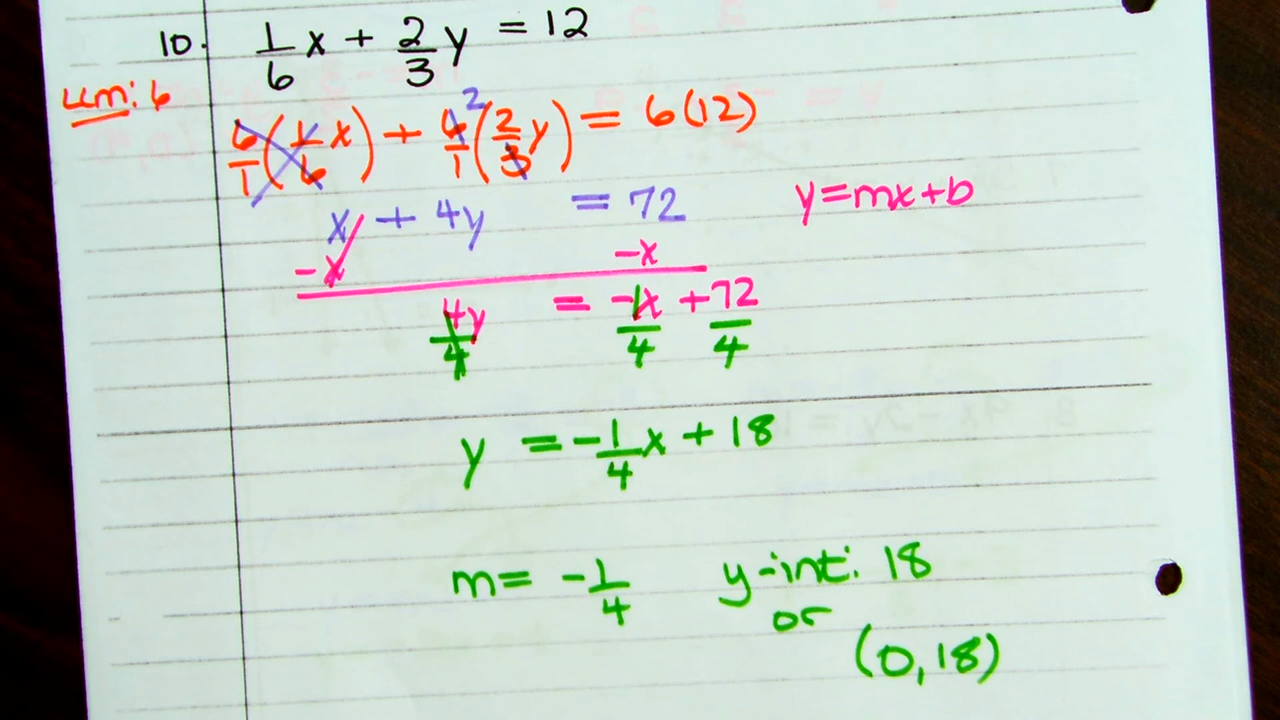 10. 1/6 x + 2/3 y = 12
LCM: 6
6/1 (1/6 x) + 6/1 (2/3 y) = 6(12)
2
x + 4y = 72
y = mx + b
-x -x
4y/4 = -1x/4 + 72/4
y = -1/4 x + 18
m = -1/4 y-int: 18
or
(0, 18)